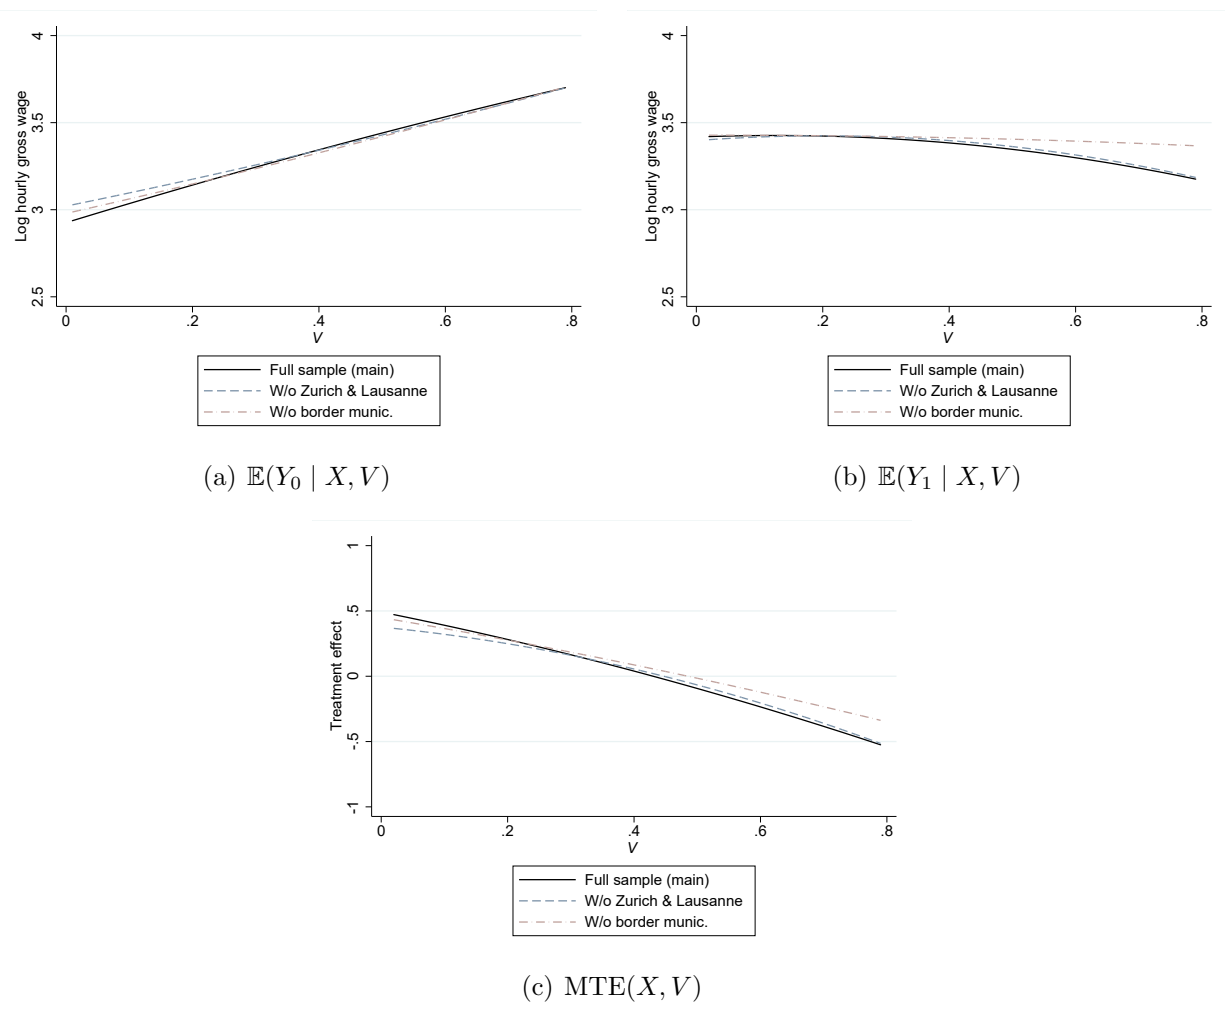 Log hourly gross wage
4
3.5
3
2.5
0 .2 .4 .6 .8
V
Full sample (main)
W/o Zurich & Lausanne
W/o border munic.
(a) 𝔼(Y₀ | X, V)
Log hourly gross wage
4
3.5
3
2.5
0 .2 .4 .6 .8
V
Full sample (main)
W/o Zurich & Lausanne
W/o border munic.
(b) 𝔼(Y₁ | X, V)
Treatment effect
1
.5
0
-.5
-1
0 .2 .4 .6 .8
V
Full sample (main)
W/o Zurich & Lausanne
W/o border munic.
(c) MTE(X, V)